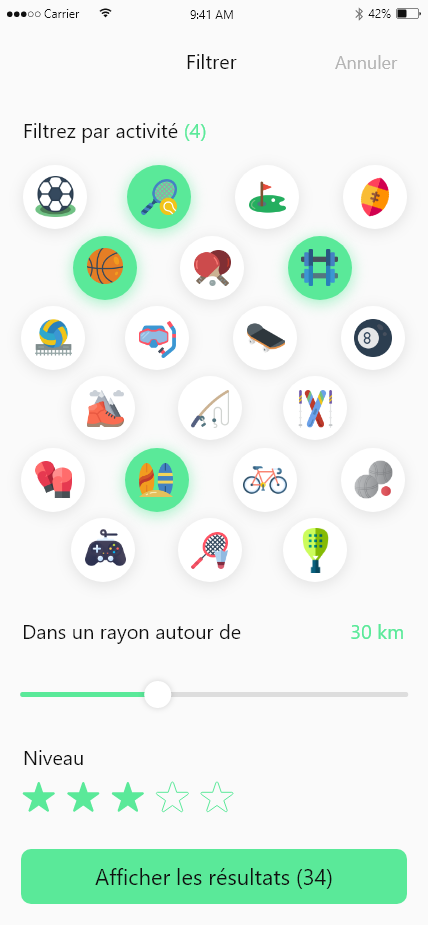 Carrier 9:41 AM 42%
Filtrer Annuler
Filtrez par activité (4)
8
Dans un rayon autour de 30 km
Niveau
Afficher les résultats (34)